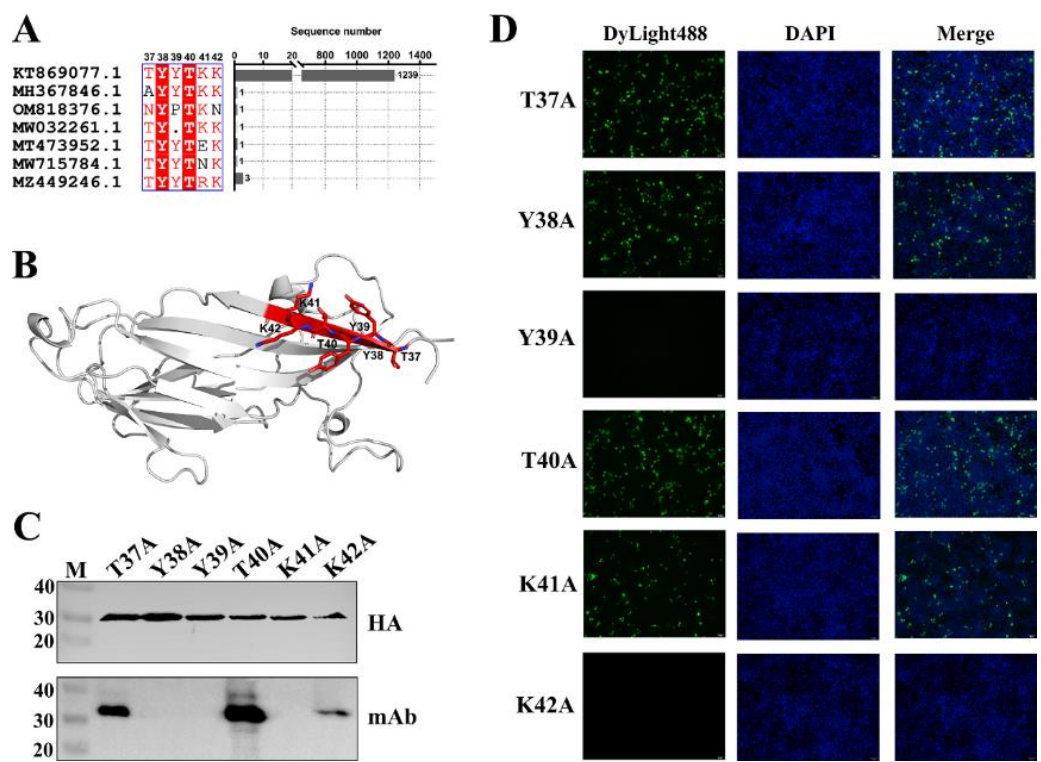 A
Sequence number
37 38 39 40 41 42
0 10 20 800 1000 1200 1400
KT869077.1 T Y Y T K K 1239
MH367846.1 A Y Y T K K 1
OM818376.1 N Y P T K N 1
MW032261.1 T Y . T K K 1
MT473952.1 T Y Y T E K 1
MW715784.1 T Y Y T N K 1
MZ449246.1 T Y Y T R K 3
B
K41
K42
Y39
T40
Y38
T37
C
M T37A Y38A Y39A T40A K41A K42A
40
30
20
HA
40
30
20
mAb
D
DyLight488 DAPI Merge
T37A
Y38A
Y39A
T40A
K41A
K42A